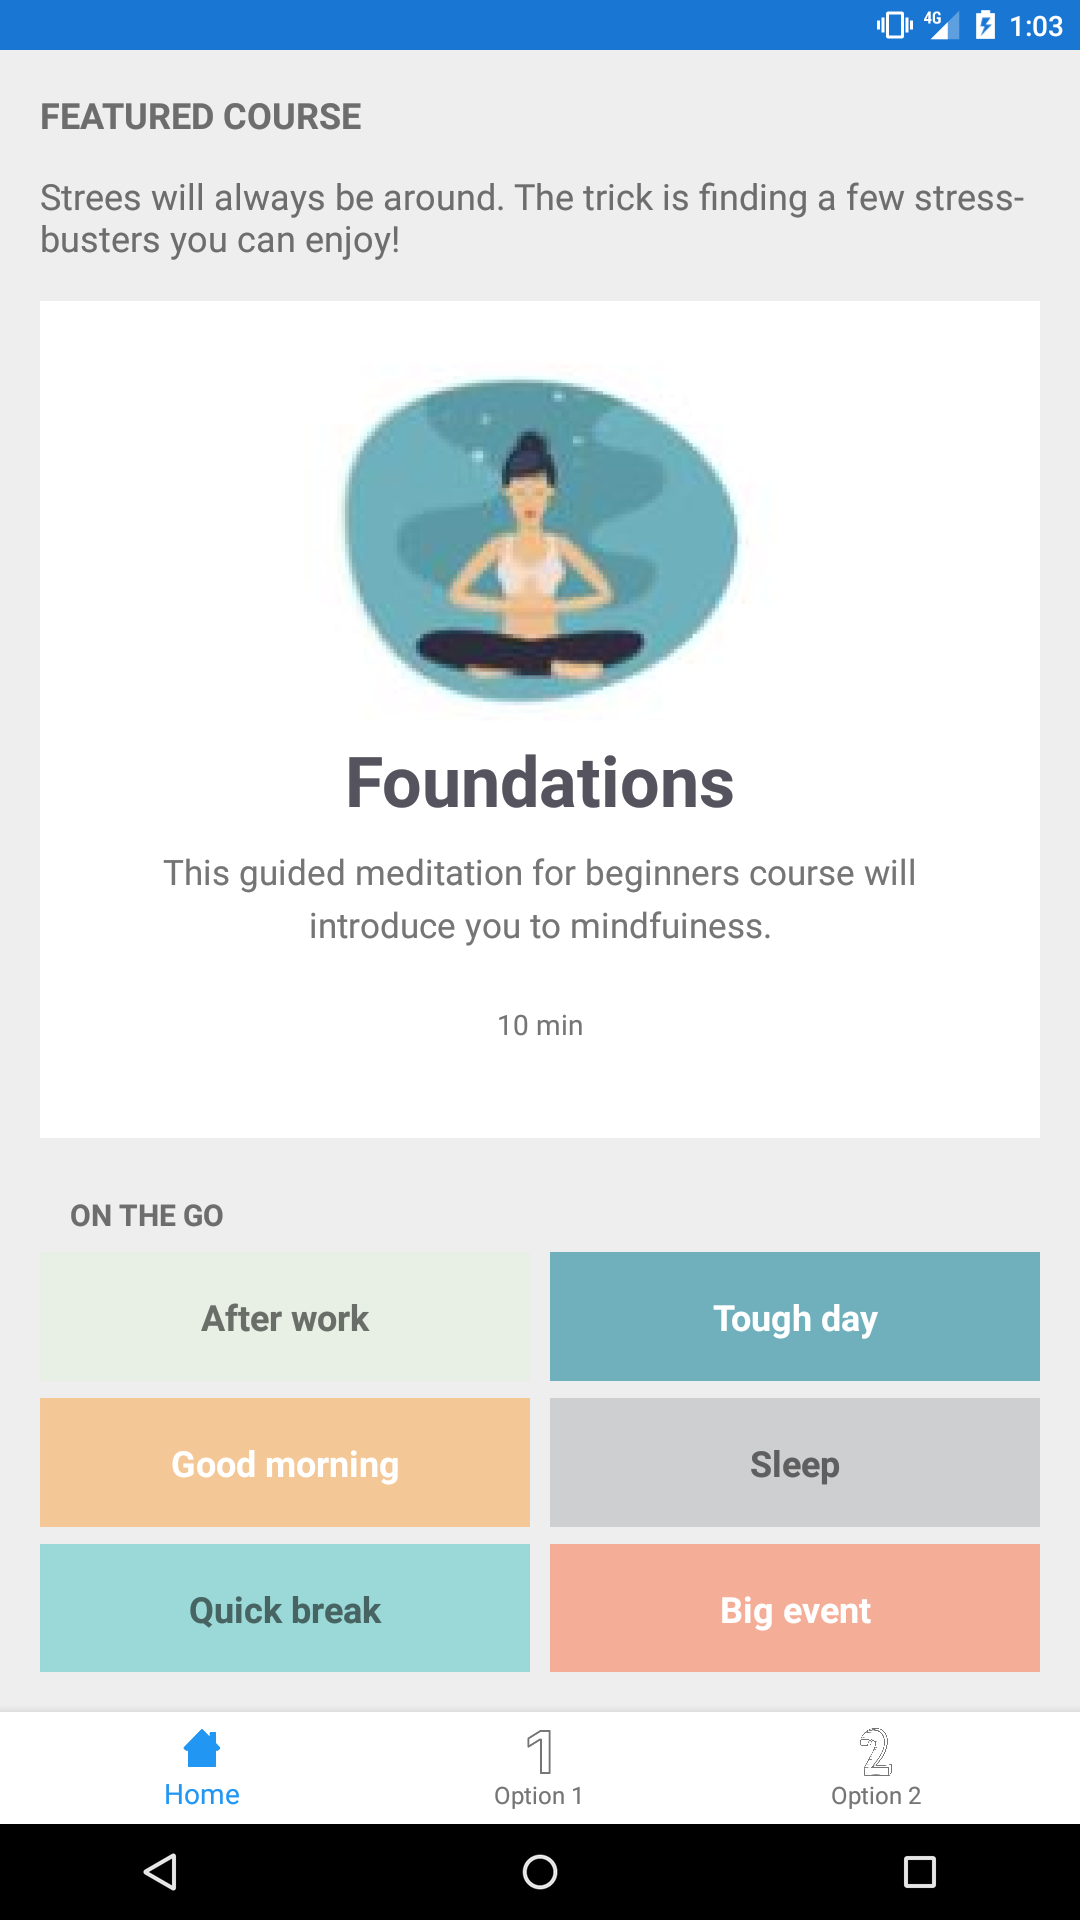 4G 1:03
FEATURED COURSE
Strees will always be around. The trick is finding a few stress-
busters you can enjoy!
Foundations
This guided meditation for beginners course will
introduce you to mindfuiness.
10 min
ON THE GO
After work
Tough day
Good morning
Sleep
Quick break
Big event
1
2
Home
Option 1
Option 2